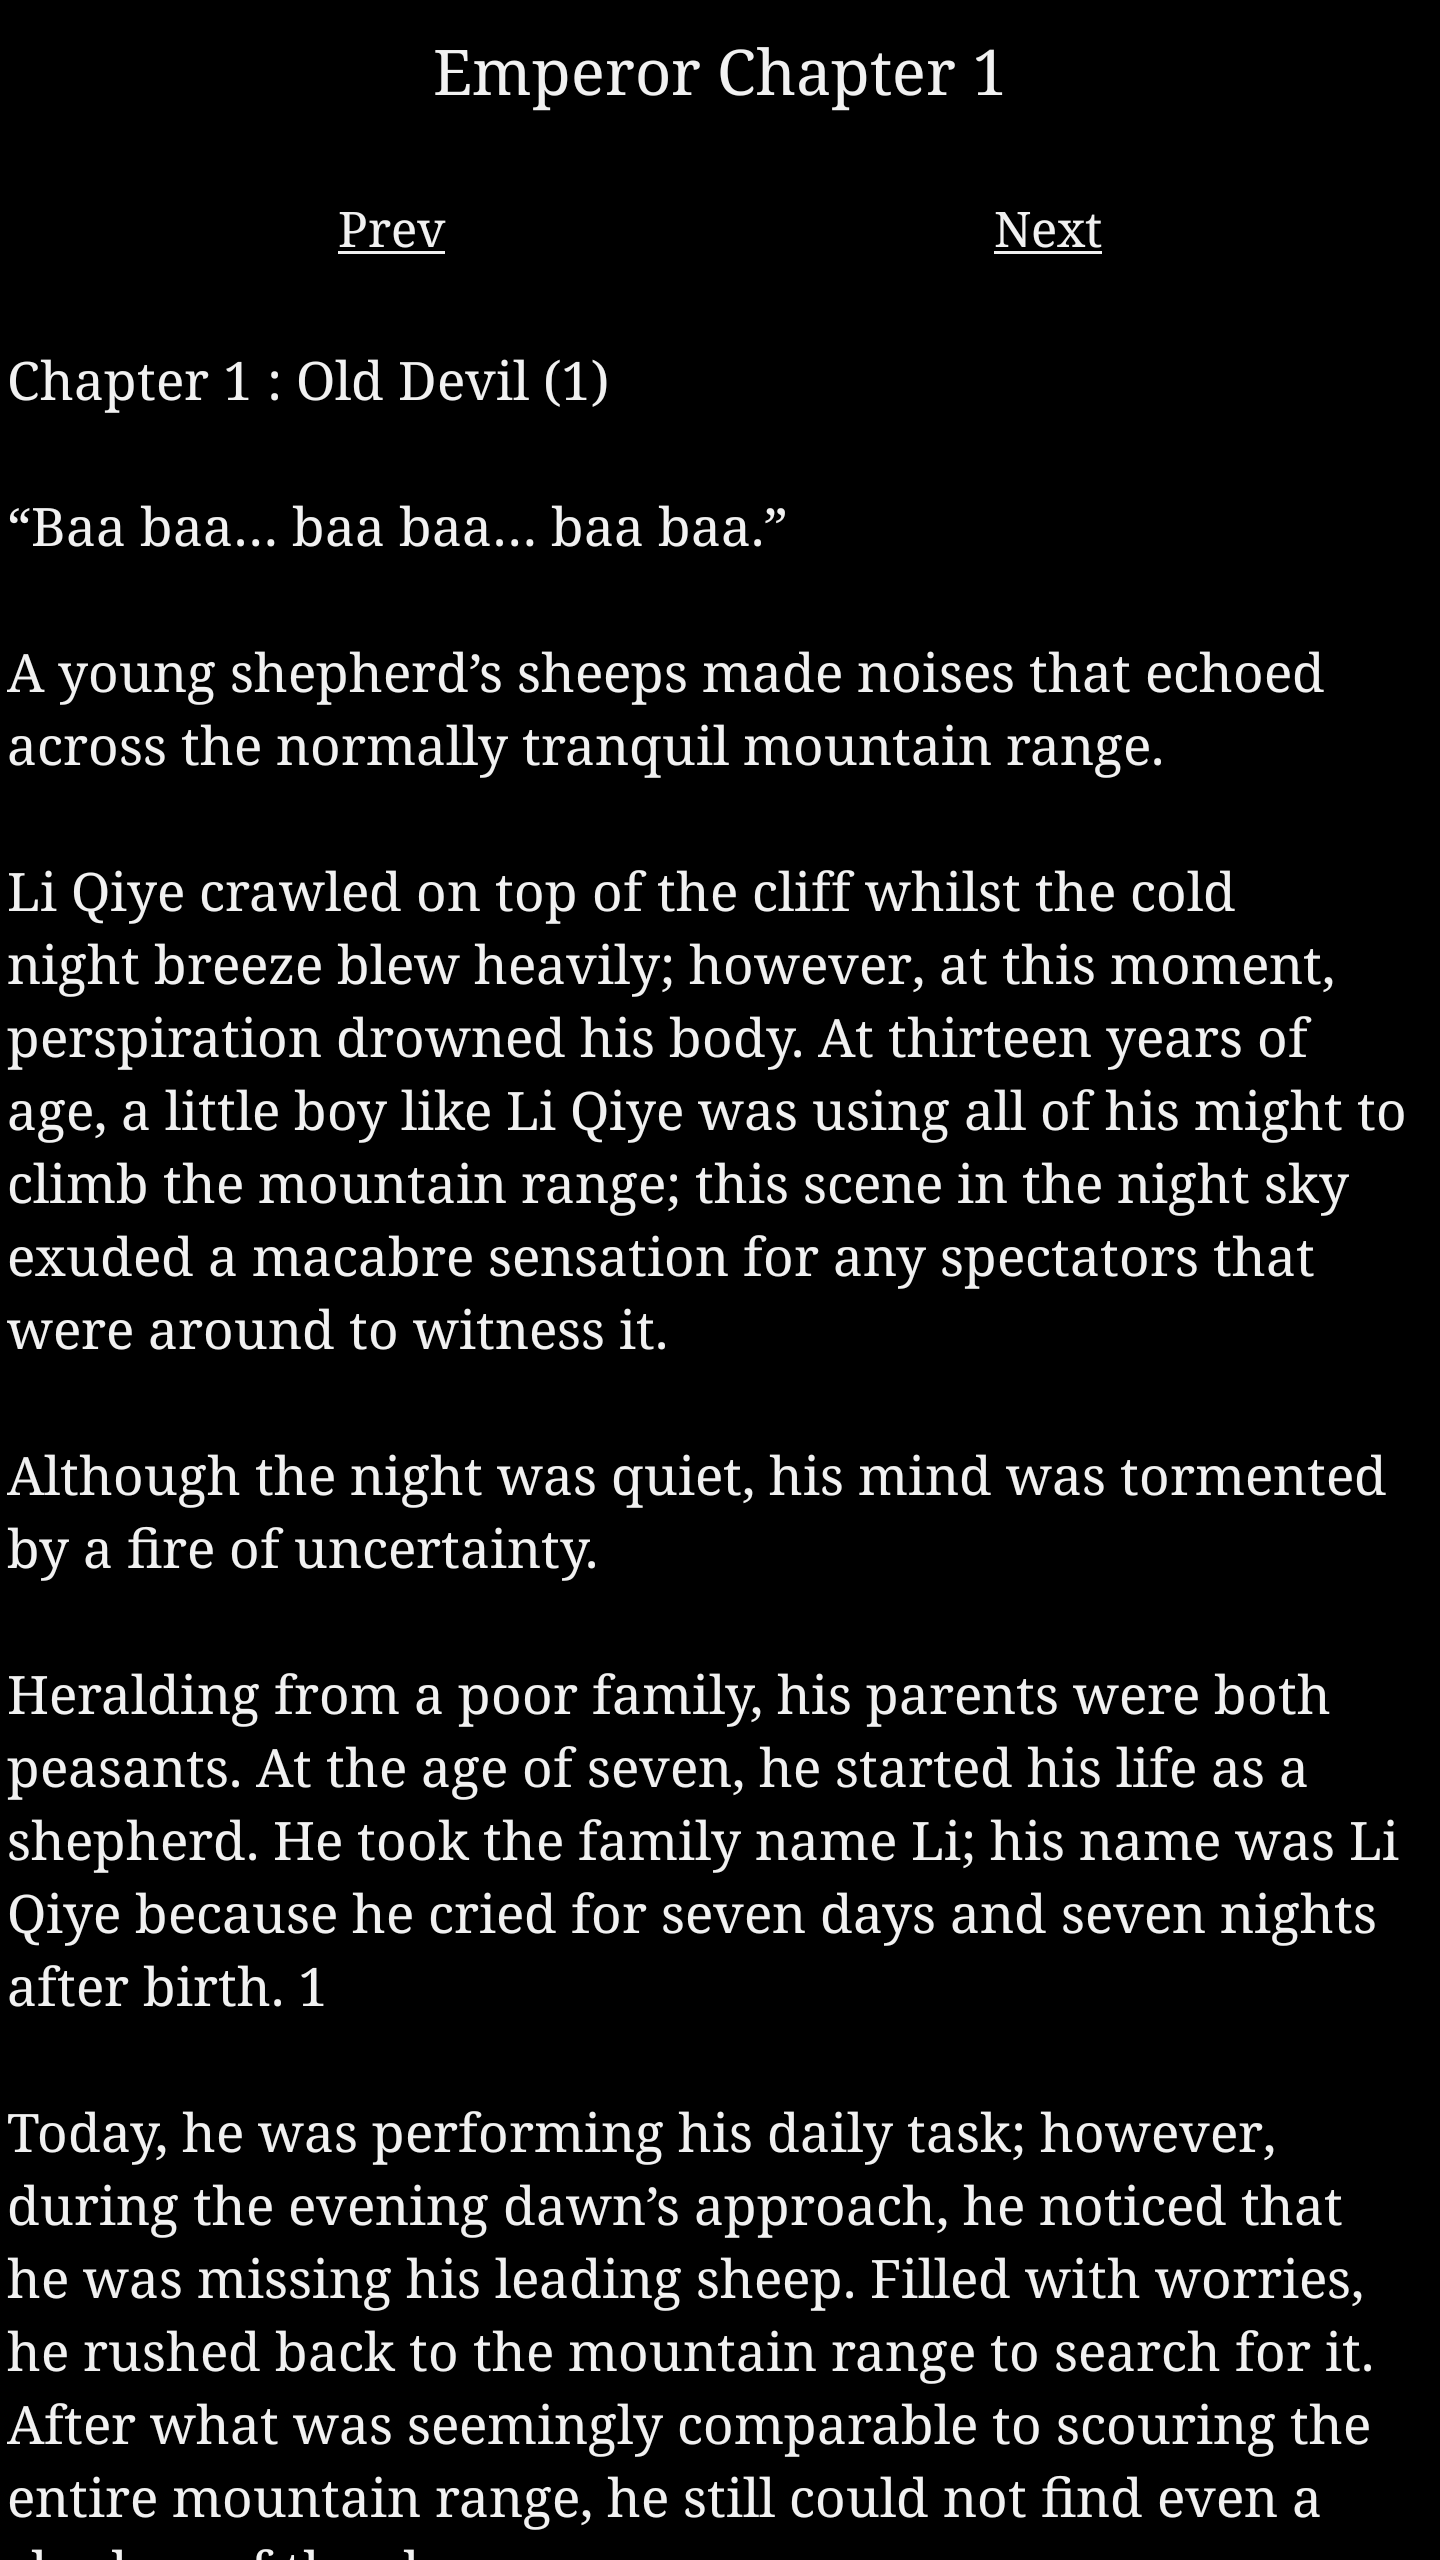 Emperor Chapter 1
Prev Next
Chapter 1 : Old Devil (1)
“Baa baa… baa baa… baa baa.”
A young shepherd’s sheeps made noises that echoed
across the normally tranquil mountain range.
Li Qiye crawled on top of the cliff whilst the cold
night breeze blew heavily; however, at this moment,
perspiration drowned his body. At thirteen years of
age, a little boy like Li Qiye was using all of his might to
climb the mountain range; this scene in the night sky
exuded a macabre sensation for any spectators that
were around to witness it.
Although the night was quiet, his mind was tormented
by a fire of uncertainty.
Heralding from a poor family, his parents were both
peasants. At the age of seven, he started his life as a
shepherd. He took the family name Li; his name was Li
Qiye because he cried for seven days and seven nights
after birth. 1
Today, he was performing his daily task; however,
during the evening dawn’s approach, he noticed that
he was missing his leading sheep. Filled with worries,
he rushed back to the mountain range to search for it.
After what was seemingly comparable to scouring the
entire mountain range, he still could not find even a